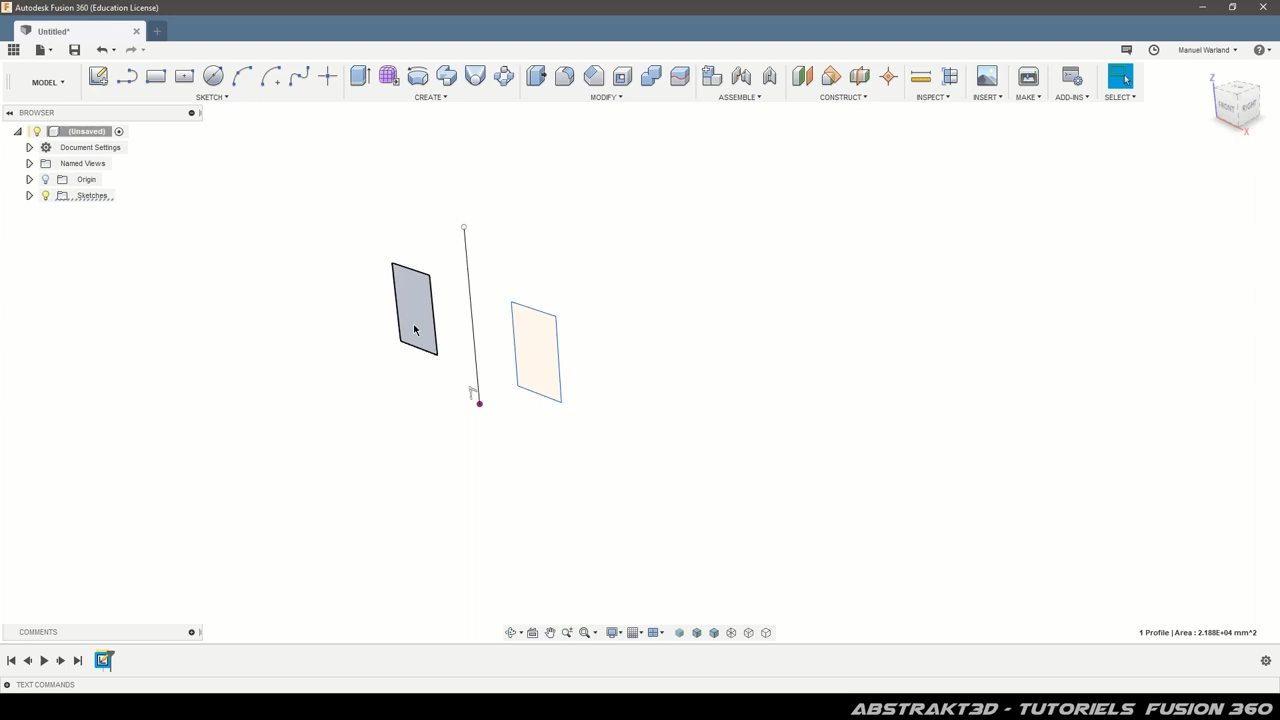 Autodesk Fusion 360 (Education License)
Untitled*
Manuel Warland
MODEL
SKETCH
CREATE
MODIFY
ASSEMBLE
CONSTRUCT
INSPECT
INSERT
MAKE
ADD-INS
SELECT
BROWSER
(Unsaved)
Document Settings
Named Views
Origin
Sketches
Z
FRONT
RIGHT
X
COMMENTS
1 Profile | Area : 2.188E+04 mm^2
TEXT COMMANDS
ABSTRAKT3D - TUTORIELS FUSION 360